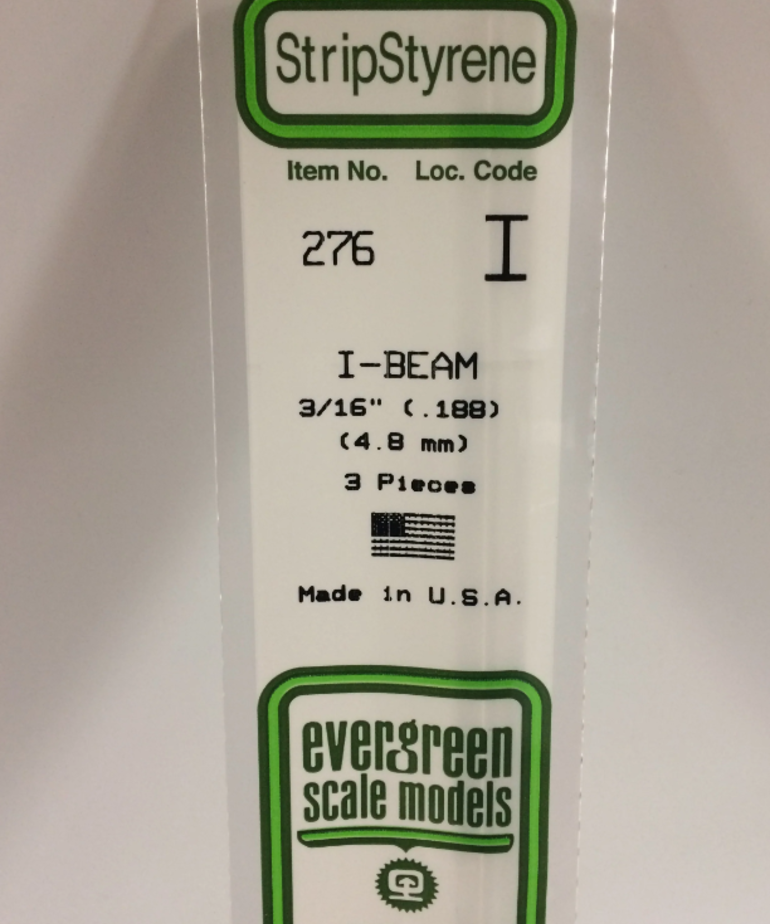 StripStyrene
Item No. Loc. Code
276 I
I-BEAM
3/16" (.188)
(4.8 mm)
3 Pieces
Made in U.S.A.
evergreen
scale models